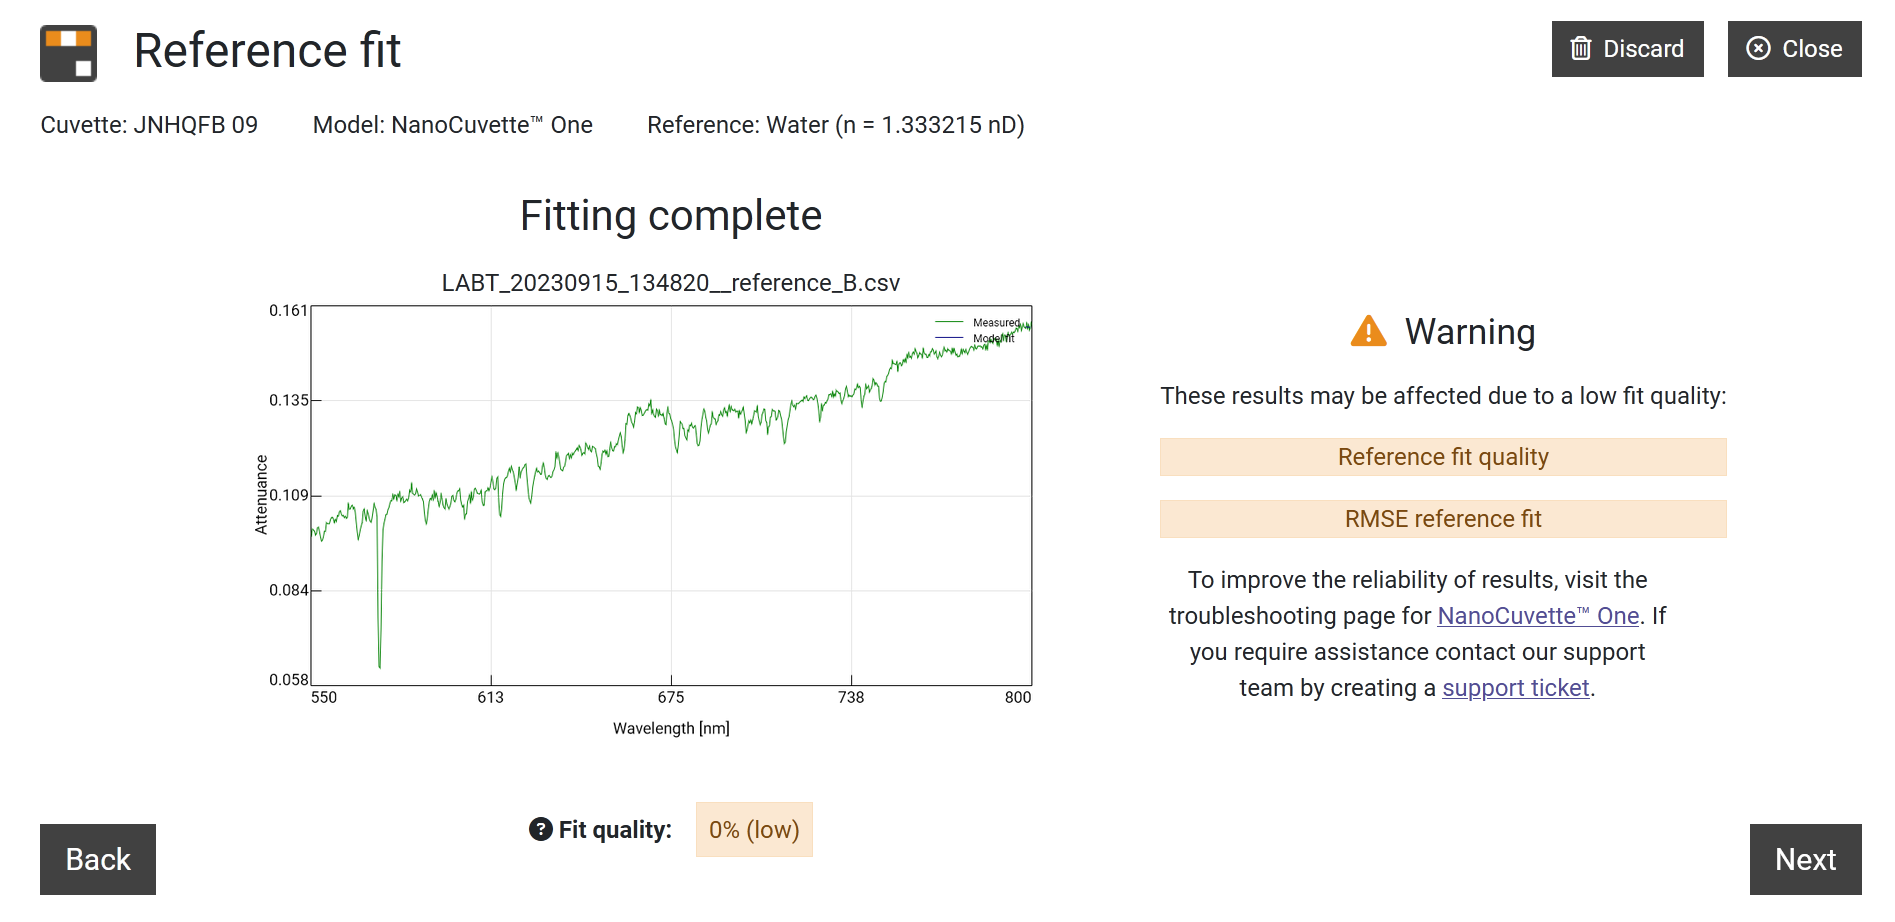 Reference fit
Discard
Close
Cuvette: JNHQFB 09
Model: NanoCuvette™ One
Reference: Water (n = 1.333215 nD)
Fitting complete
LABT_20230915_134820__reference_B.csv
0.161
0.135
0.109
0.084
0.058
Attenuance
Measured
Model fit
550
613
675
738
800
Wavelength [nm]
Fit quality:
0% (low)
Warning
These results may be affected due to a low fit quality:
Reference fit quality
RMSE reference fit
To improve the reliability of results, visit the
troubleshooting page for NanoCuvette™ One. If
you require assistance contact our support
team by creating a support ticket.
Back
Next